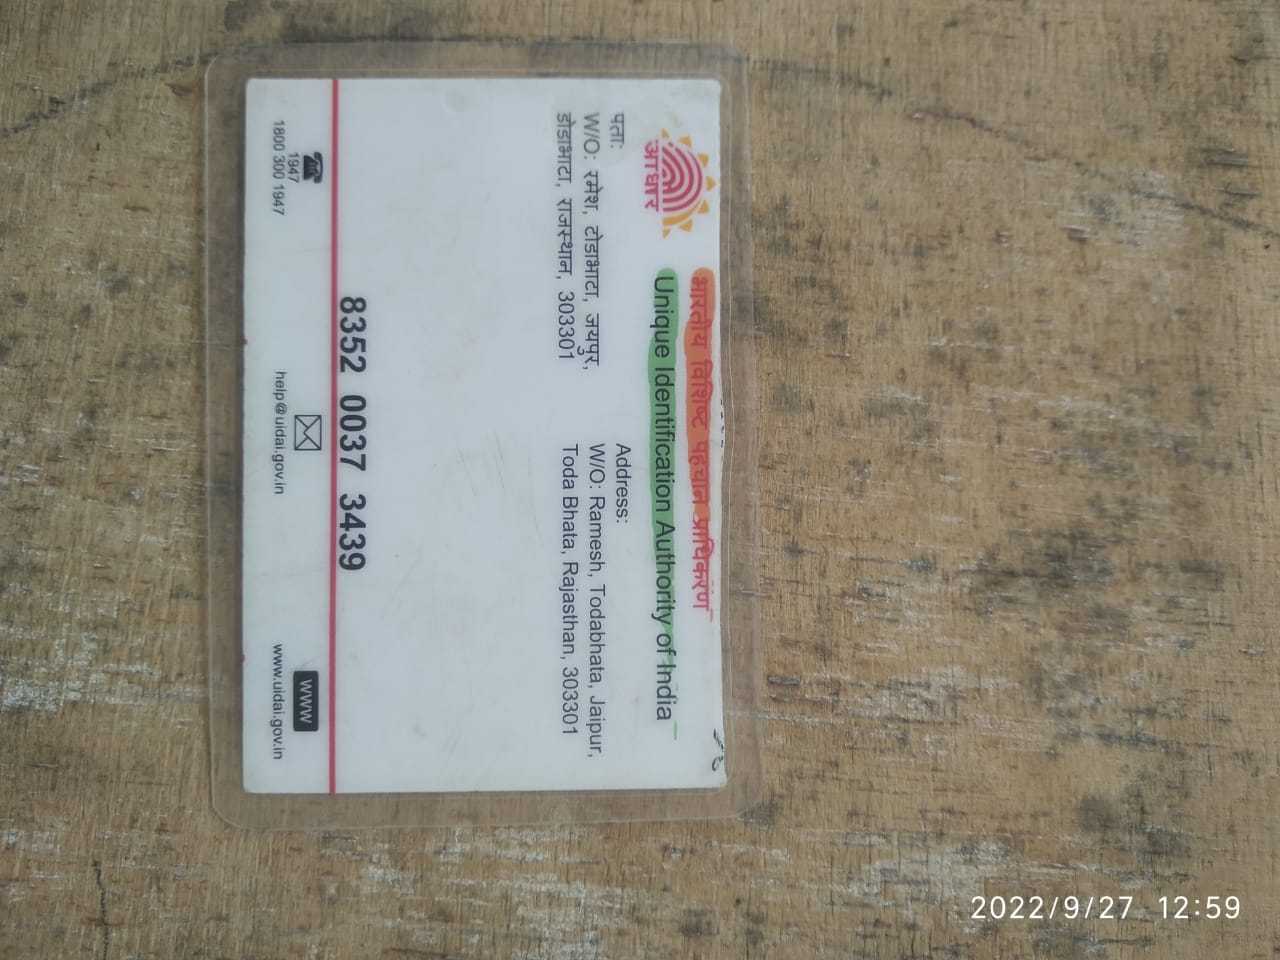 भारतीय विशिष्ट पहचान प्राधिकरण
Unique Identification Authority of India
आधार
पता:
W/O: रमेश, टोडाभाटा, जयपुर,
डोडाभाटा, राजस्थान, 303301
Address:
W/O: Ramesh, Todabhata, Jaipur,
Toda Bhata, Rajasthan, 303301
8352 0037 3439
1947
1800 300 1947
help@uidai.gov.in
www
www.uidai.gov.in
2022/9/27 12:59